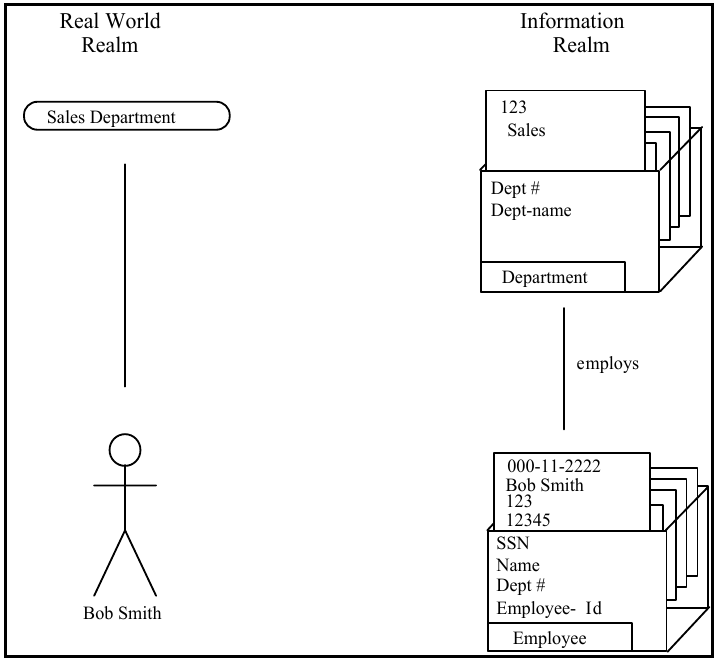 Real World
Realm
Information
Realm
Sales Department
123
Sales
Dept #
Dept-name
Department
employs
000-11-2222
Bob Smith
123
12345
SSN
Name
Dept #
Employee- Id
Employee
Bob Smith